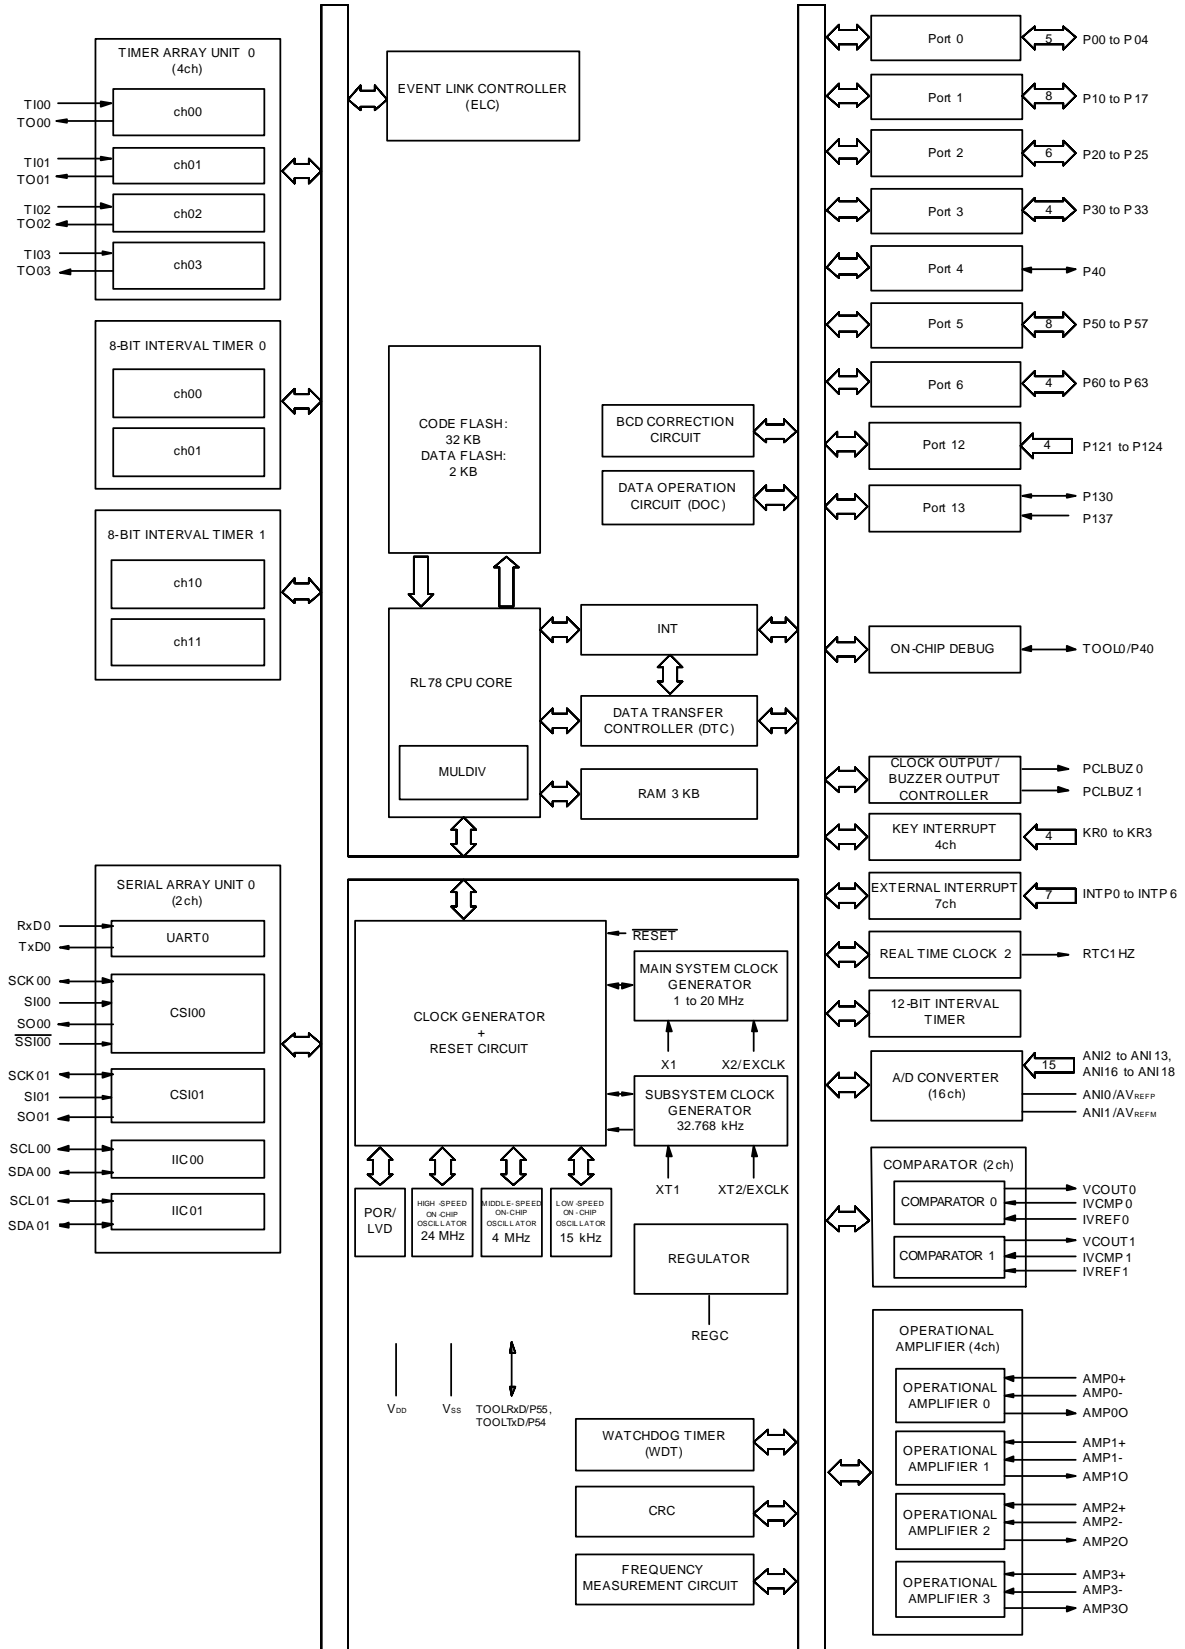 TIMER ARRAY UNIT 0
(4ch)
TI00
TO00
ch00
TI01
TO01
ch01
TI02
TO02
ch02
TI03
TO03
ch03
8-BIT INTERVAL TIMER 0
ch00
ch01
8-BIT INTERVAL TIMER 1
ch10
ch11
SERIAL ARRAY UNIT 0
(2ch)
RxD0
TxD0
UART0
SCK00
SI00
SO00
SSI00
CSI00
SCK01
SI01
SO01
CSI01
SCL00
SDA00
IIC00
SCL01
SDA01
IIC01
EVENT LINK CONTROLLER
(ELC)
CODE FLASH:
32 KB
DATA FLASH:
2 KB
BCD CORRECTION
CIRCUIT
DATA OPERATION
CIRCUIT (DOC)
RL78 CPU CORE
MULDIV
INT
DATA TRANSFER
CONTROLLER (DTC)
RAM 3 KB
CLOCK GENERATOR
+
RESET CIRCUIT
RESET
MAIN SYSTEM CLOCK
GENERATOR
1 to 20 MHz
X1
X2/EXCLK
SUBSYSTEM CLOCK
GENERATOR
32.768 kHz
XT1
XT2/EXCLK
POR/
LVD
HIGH-SPEED
ON-CHIP
OSCILLATOR
24 MHz
MIDDLE-SPEED
ON-CHIP
OSCILLATOR
4 MHz
LOW-SPEED
ON-CHIP
OSCILLATOR
15 kHz
REGULATOR
REGC
VDD
VSS
TOOLRxD/P55,
TOOLTxD/P54
WATCHDOG TIMER
(WDT)
CRC
FREQUENCY
MEASUREMENT CIRCUIT
Port 0
5
P00 to P04
Port 1
8
P10 to P17
Port 2
6
P20 to P25
Port 3
4
P30 to P33
Port 4
P40
Port 5
8
P50 to P57
Port 6
4
P60 to P63
Port 12
4
P121 to P124
Port 13
P130
P137
ON-CHIP DEBUG
TOOL0/P40
CLOCK OUTPUT/
BUZZER OUTPUT
CONTROLLER
PCLBUZ0
PCLBUZ1
KEY INTERRUPT
4ch
4
KR0 to KR3
EXTERNAL INTERRUPT
7ch
7
INTP0 to INTP6
REAL TIME CLOCK 2
RTC1HZ
12-BIT INTERVAL
TIMER
A/D CONVERTER
(16ch)
15
ANI2 to ANI13,
ANI16 to ANI18
ANI0/AVREFP
ANI1/AVREFM
COMPARATOR (2ch)
COMPARATOR 0
VCOUT0
IVCMP0
IVREF0
COMPARATOR 1
VCOUT1
IVCMP1
IVREF1
OPERATIONAL
AMPLIFIER (4ch)
OPERATIONAL
AMPLIFIER 0
AMP0+
AMP0-
AMP0O
OPERATIONAL
AMPLIFIER 1
AMP1+
AMP1-
AMP1O
OPERATIONAL
AMPLIFIER 2
AMP2+
AMP2-
AMP2O
OPERATIONAL
AMPLIFIER 3
AMP3+
AMP3-
AMP3O